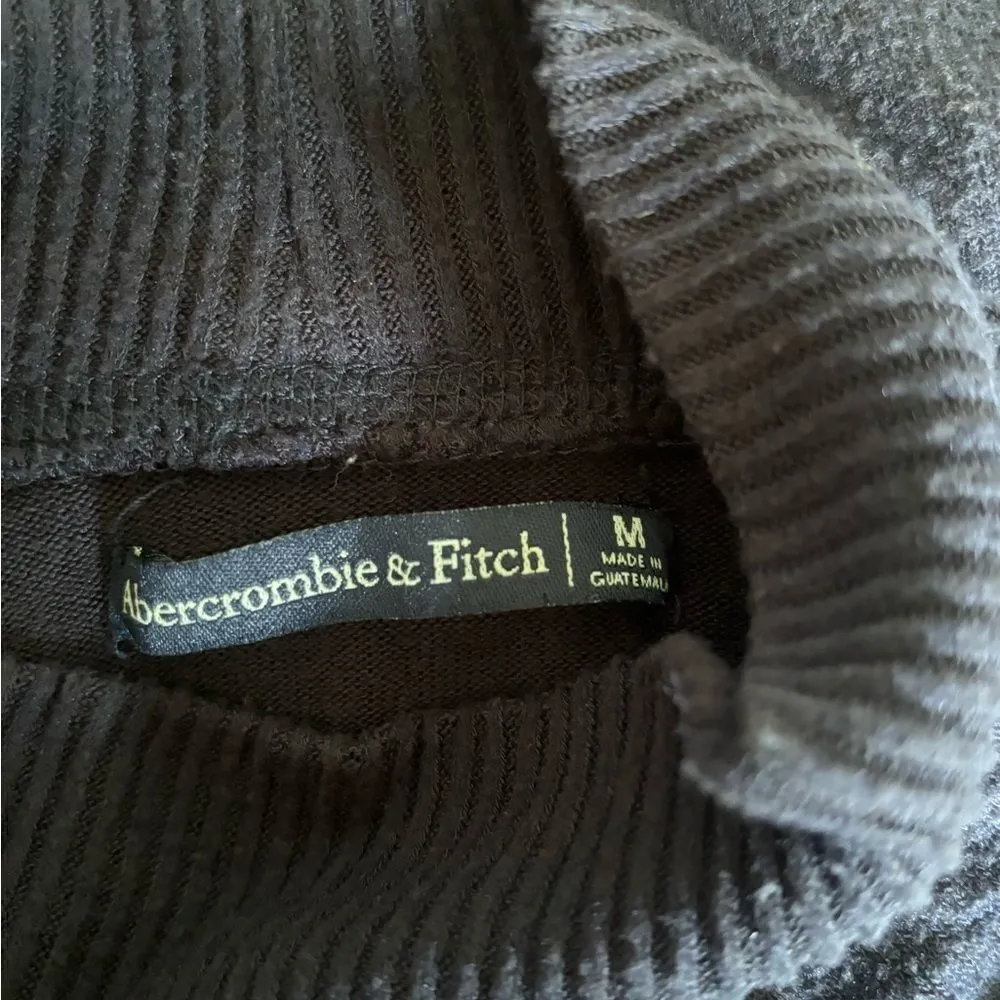 Abercrombie & Fitch | M
MADE IN
GUATEMALA